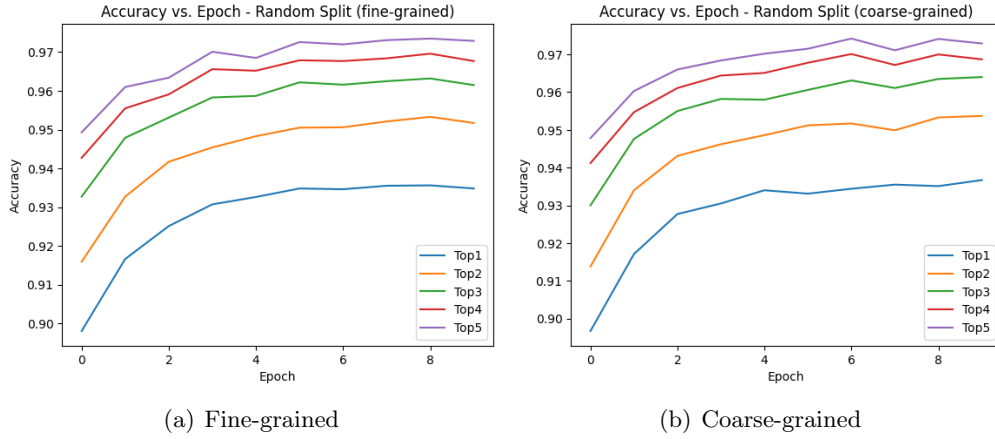 Accuracy vs. Epoch - Random Split (fine-grained)
Accuracy
0.97
0.96
0.95
0.94
0.93
0.92
0.91
0.90
0 2 4 6 8
Epoch
Top1
Top2
Top3
Top4
Top5
(a) Fine-grained
Accuracy vs. Epoch - Random Split (coarse-grained)
Accuracy
0.97
0.96
0.95
0.94
0.93
0.92
0.91
0.90
0 2 4 6 8
Epoch
Top1
Top2
Top3
Top4
Top5
(b) Coarse-grained